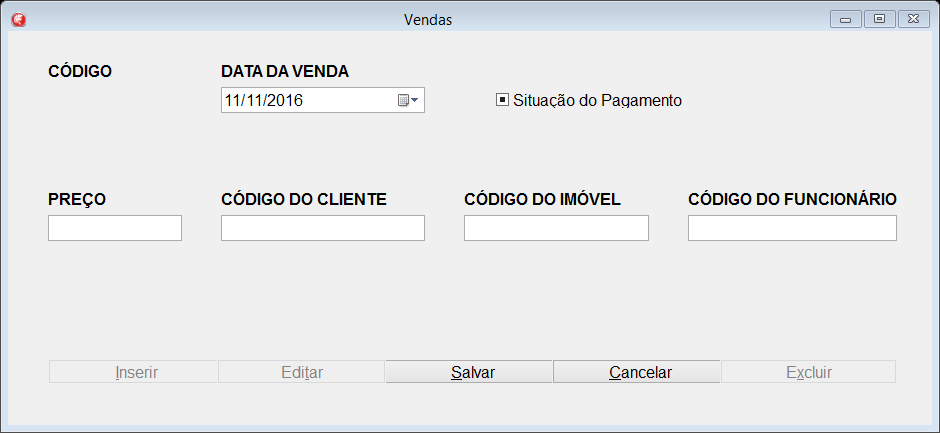 Vendas
CÓDIGO DATA DA VENDA
11/11/2016 Situação do Pagamento
PREÇO CÓDIGO DO CLIENTE CÓDIGO DO IMÓVEL CÓDIGO DO FUNCIONÁRIO
Inserir Editar Salvar Cancelar Excluir